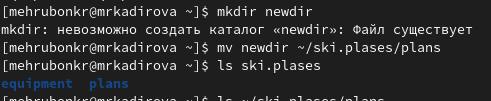 [mehrubonkr@mrkadirova ~]$ mkdir newdir
mkdir: невозможно создать каталог «newdir»: Файл существует
[mehrubonkr@mrkadirova ~]$ mv newdir ~/ski.plases/plans
[mehrubonkr@mrkadirova ~]$ ls ski.plases
equipment  plans
[mehrubonkr@mrkadirova ~]$ ls ~/ski.plases/plans